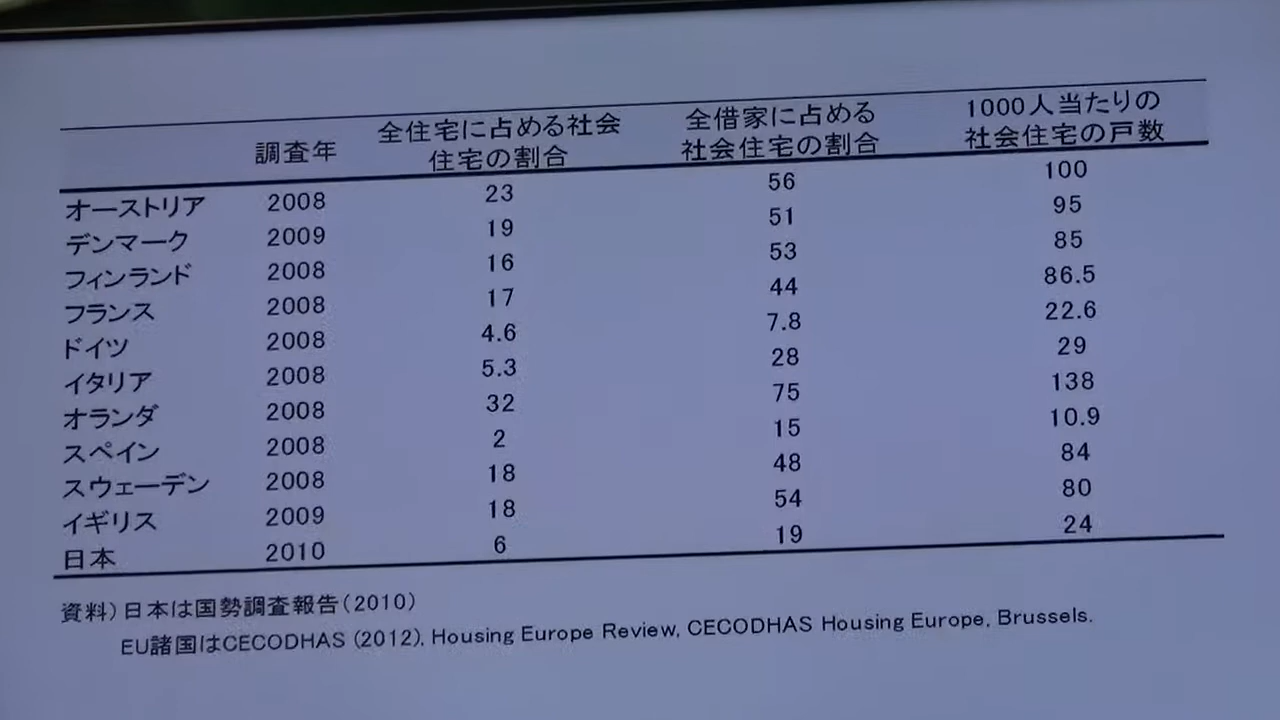 調査年 全住宅に占める社会住宅の割合 全借家に占める社会住宅の割合 1000人当たりの社会住宅の戸数
オーストリア 2008 23 56 100
デンマーク 2009 19 51 95
フィンランド 2008 16 53 85
フランス 2008 17 44 86.5
ドイツ 2008 4.6 7.8 22.6
イタリア 2008 5.3 28 29
オランダ 2008 32 75 138
スペイン 2008 2 15 10.9
スウェーデン 2008 18 48 84
イギリス 2009 18 54 80
日本 2010 6 19 24
資料）日本は国勢調査報告（2010）
EU諸国はCECODHAS (2012), Housing Europe Review, CECODHAS Housing Europe, Brussels.